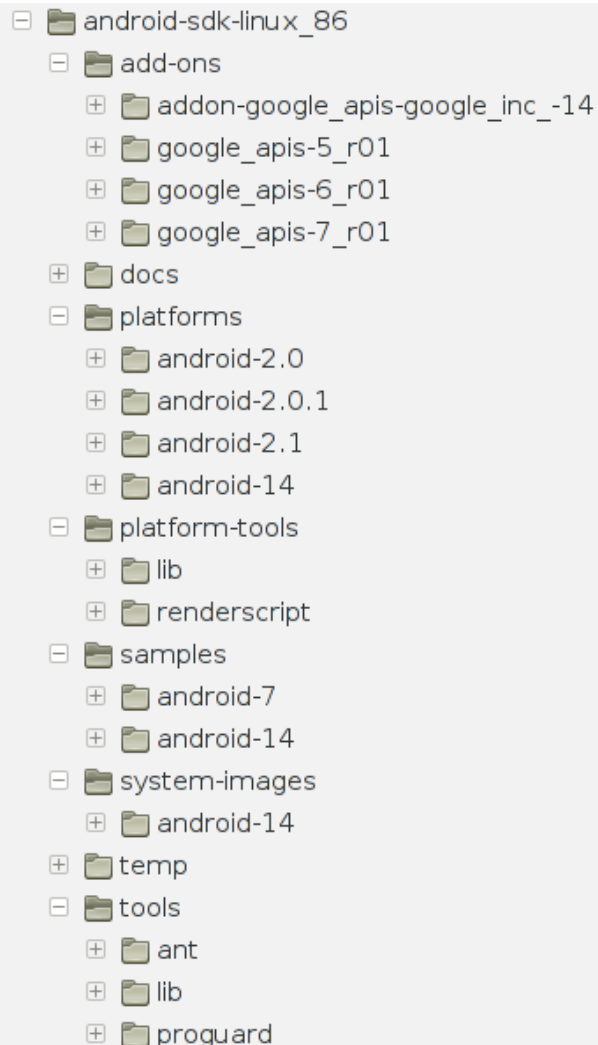 android-sdk-linux_86
add-ons
addon-google_apis-google_inc_-14
google_apis-5_r01
google_apis-6_r01
google_apis-7_r01
docs
platforms
android-2.0
android-2.0.1
android-2.1
android-14
platform-tools
lib
renderscript
samples
android-7
android-14
system-images
android-14
temp
tools
ant
lib
proguard